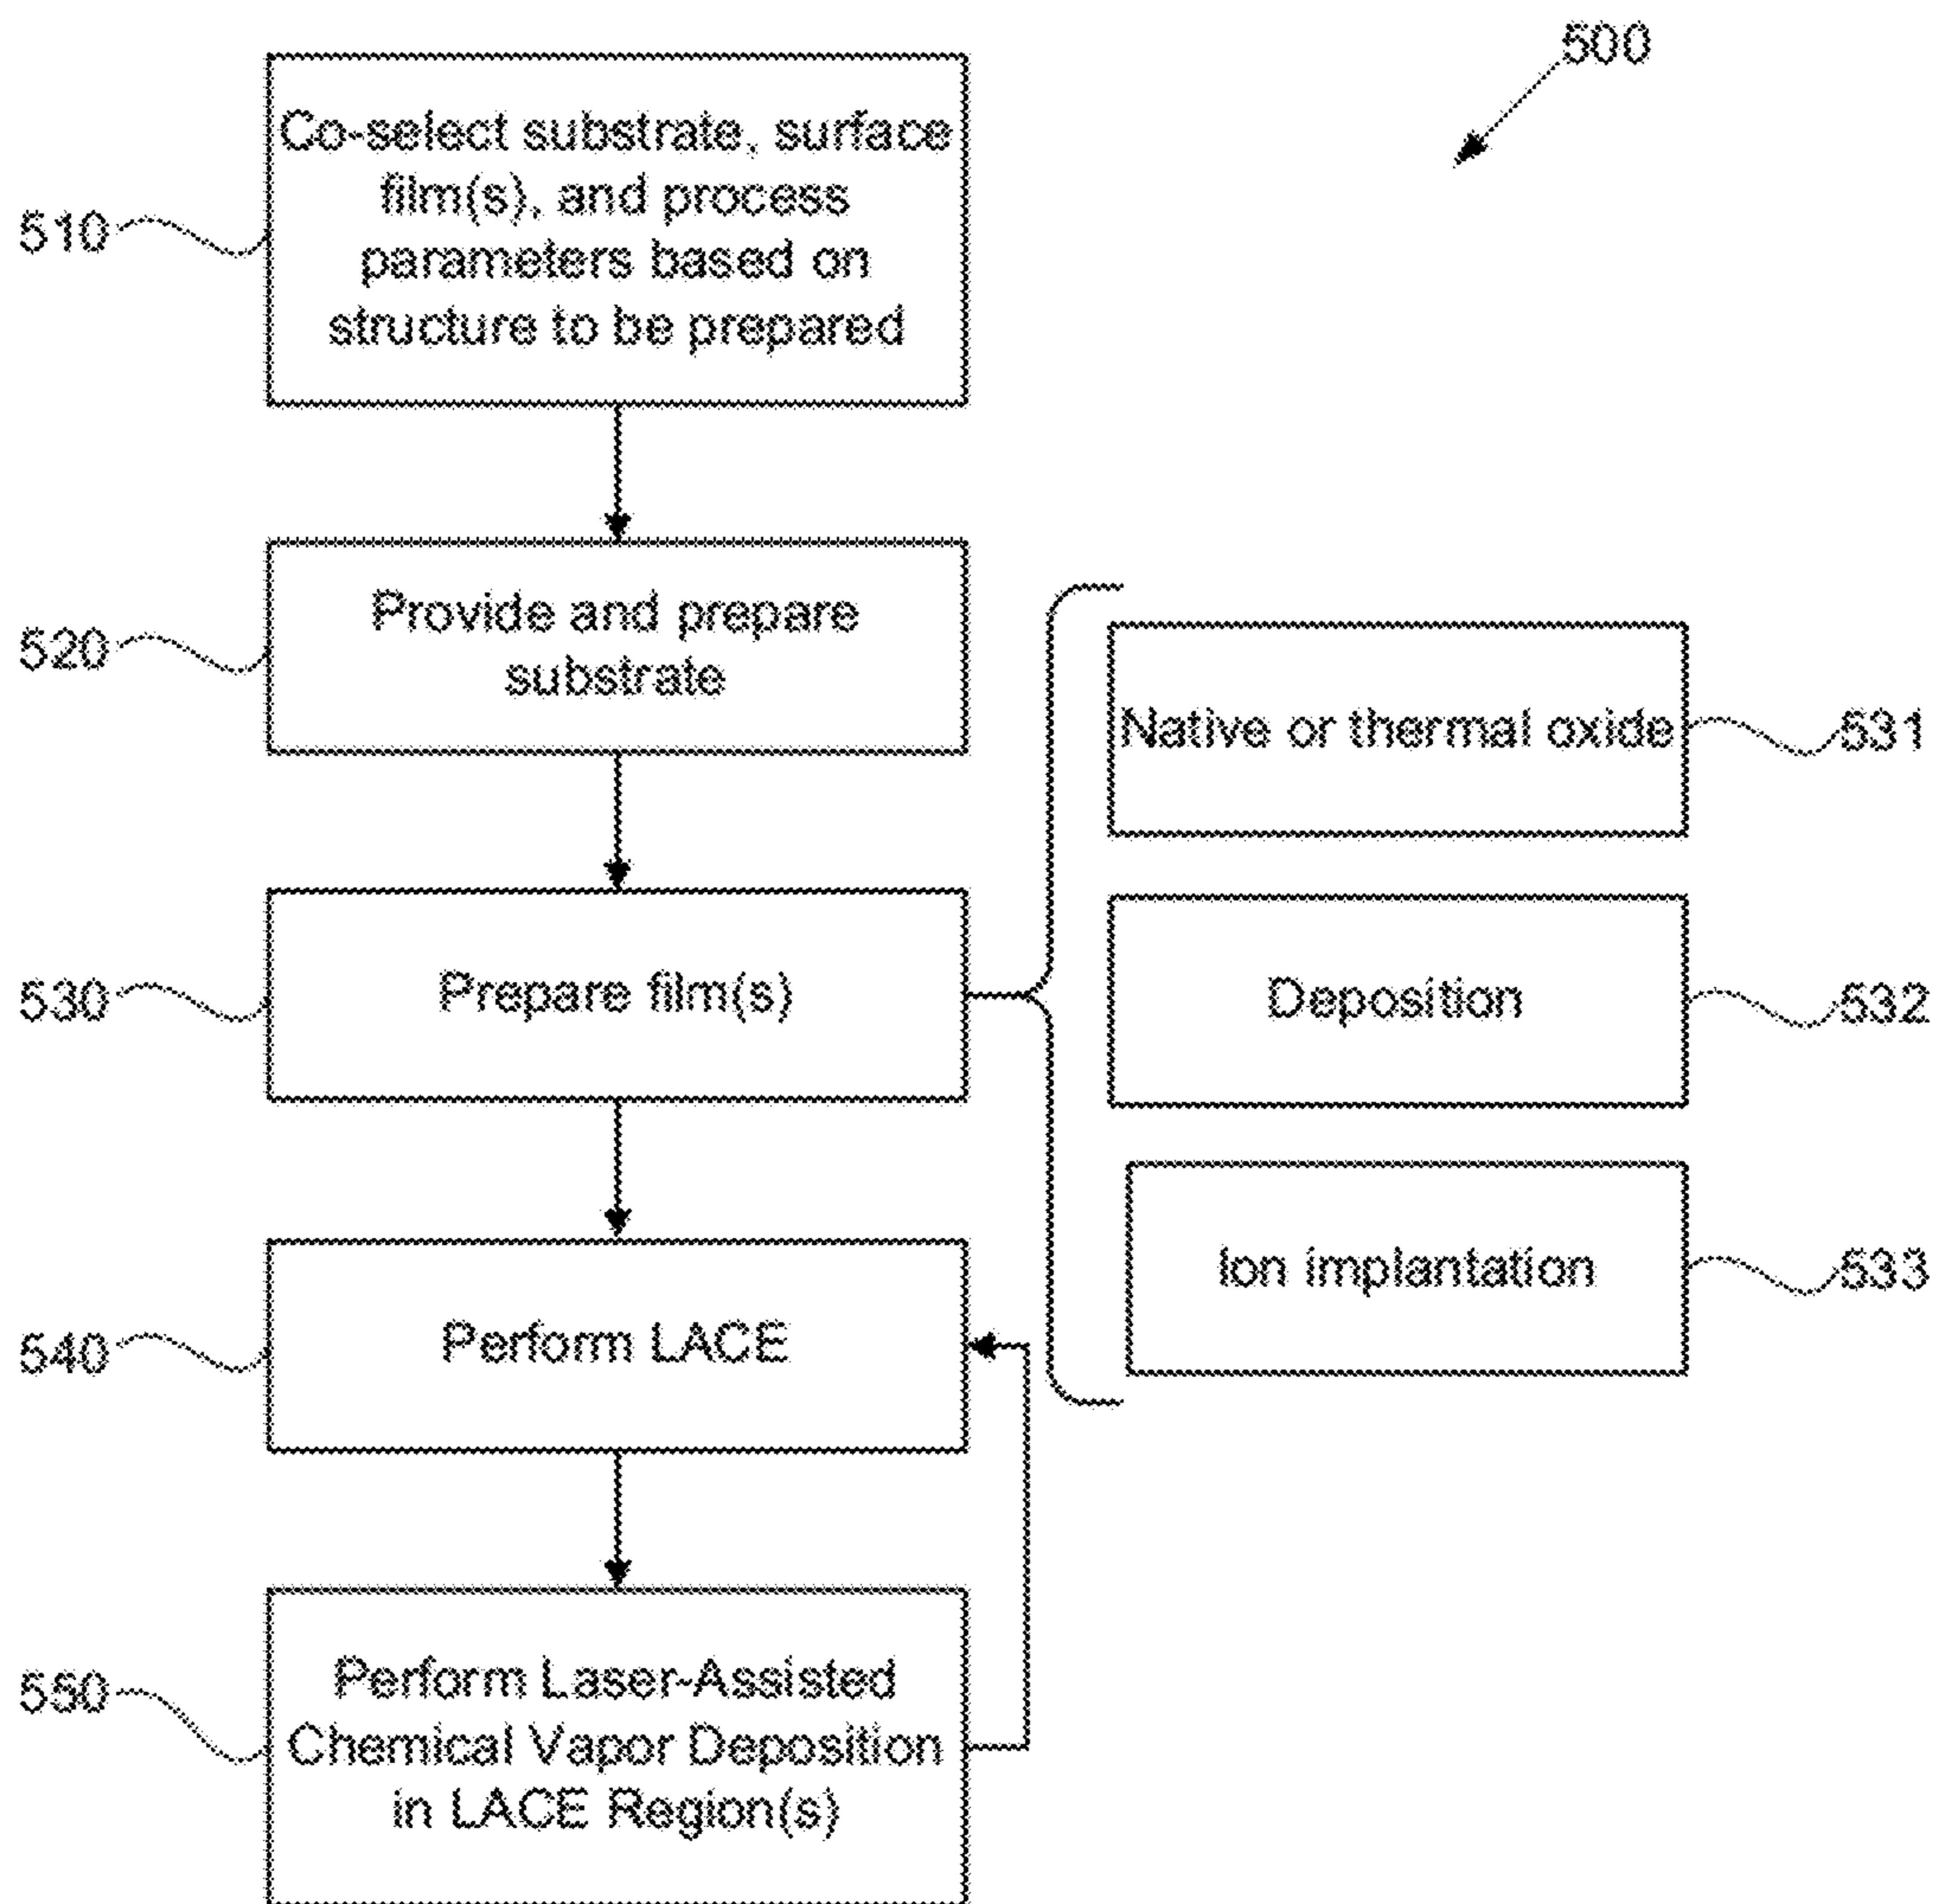 500
Co-select substrate, surface
film(s), and process
parameters based on
structure to be prepared
510
Provide and prepare
substrate
520
Native or thermal oxide
531
Prepare film(s)
530
Deposition
532
Ion implantation
533
Perform LACE
540
Perform Laser-Assisted
Chemical Vapor Deposition
in LACE Region(s)
550